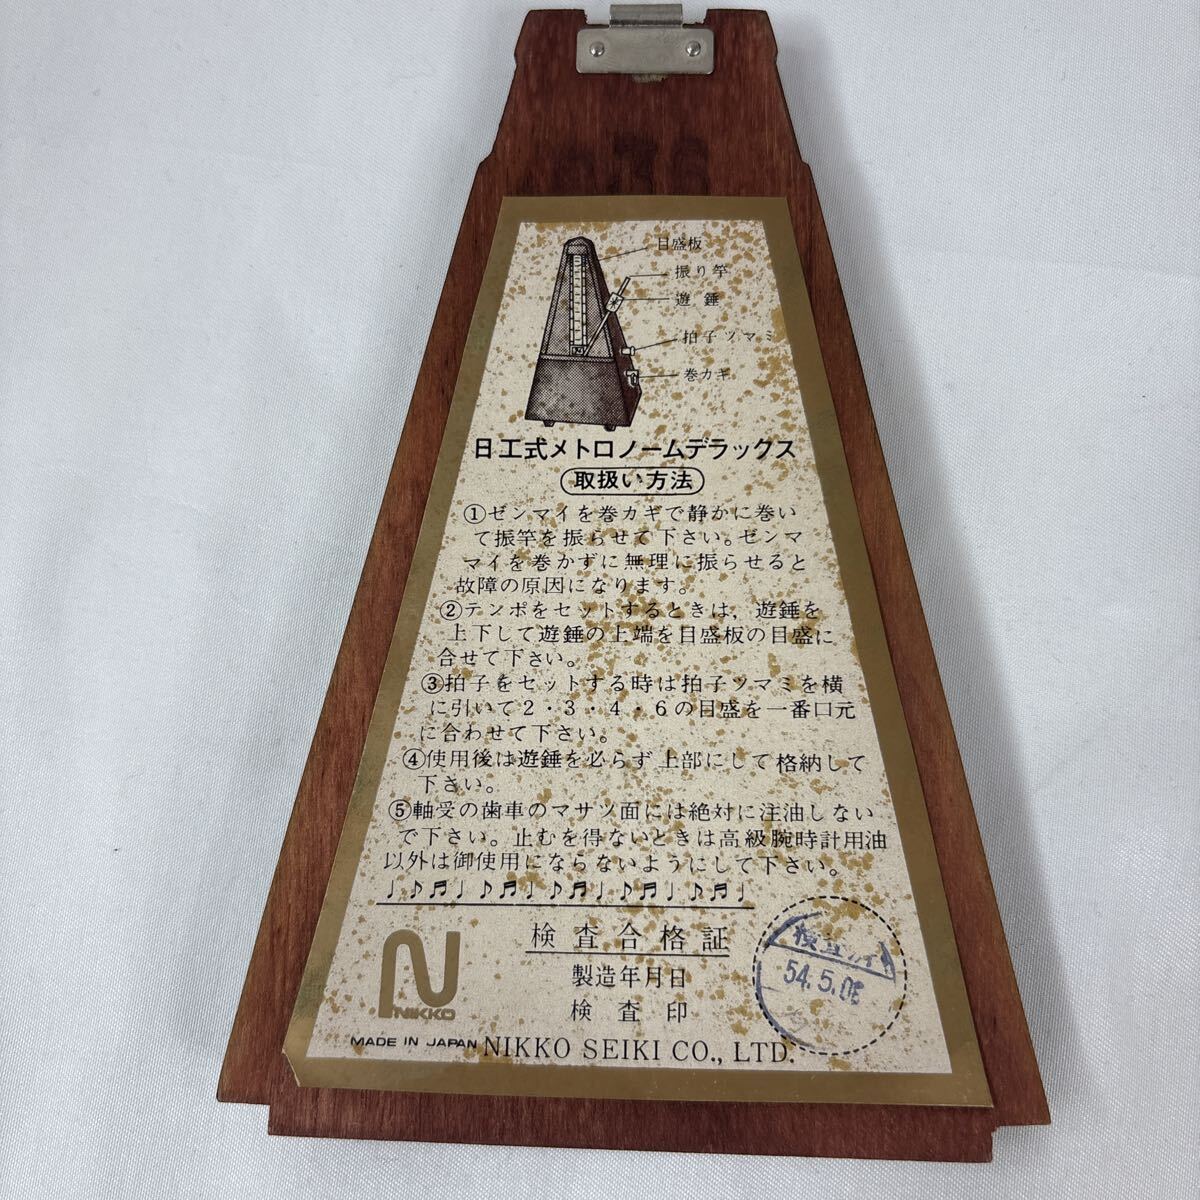 目盛板
振り竿
遊錘
拍子ツマミ
巻カギ
日工式メトロノームデラックス
取扱い方法
①ゼンマイを巻カギで静かに巻い
て振竿を振らせて下さい。ゼンマ
マイを巻かずに無理に振らせると
故障の原因になります。
②テンポをセットするときは,遊錘を
上下して遊錘の上端を目盛板の目盛に
合せて下さい。
③拍子をセットする時は拍子ツマミを横
に引いて2・3・4・6の目盛を一番口元
に合わせて下さい。
④使用後は遊錘を必らず上部にして格納して
下さい。
⑤軸受の歯車のマサツ面には絶対に注油しない
で下さい。止むを得ないときは高級腕時計用油
以外は御使用にならないようにして下さい。
検査合格証
製造年月日
検査印
54.5.08
N
NIKKO
MADE IN JAPAN NIKKO SEIKI CO., LTD.